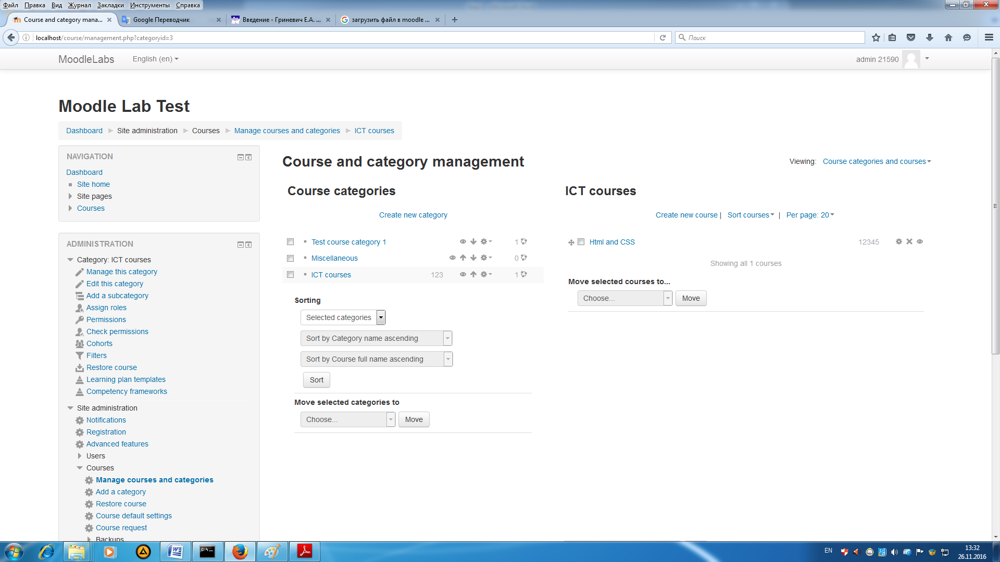 Файл Правка Вид Журнал Закладки Инструменты Справка
Course and category mana... Google Переводчик Введение - Гриневич Е.А. ... загрузить файл в moodle ...
localhost/course/management.php?categoryid=3 Поиск
MoodleLabs English (en) admin 21590
Moodle Lab Test
Dashboard Site administration Courses Manage courses and categories ICT courses
NAVIGATION
Dashboard
Site home
Site pages
Courses
ADMINISTRATION
Category: ICT courses
Manage this category
Edit this category
Add a subcategory
Assign roles
Permissions
Check permissions
Cohorts
Filters
Restore course
Learning plan templates
Competency frameworks
Site administration
Notifications
Registration
Advanced features
Users
Courses
Manage courses and categories
Add a category
Restore course
Course default settings
Course request
Backups
Course and category management
Viewing: Course categories and courses
Course categories
Create new category
Test course category 1 1
Miscellaneous 0
ICT courses 123 1
Sorting
Selected categories
Sort by Category name ascending
Sort by Course full name ascending
Sort
Move selected categories to
Choose... Move
ICT courses
Create new course | Sort courses | Per page: 20
Html and CSS 12345
Showing all 1 courses
Move selected courses to...
Choose... Move
EN 13:32
26.11.2016